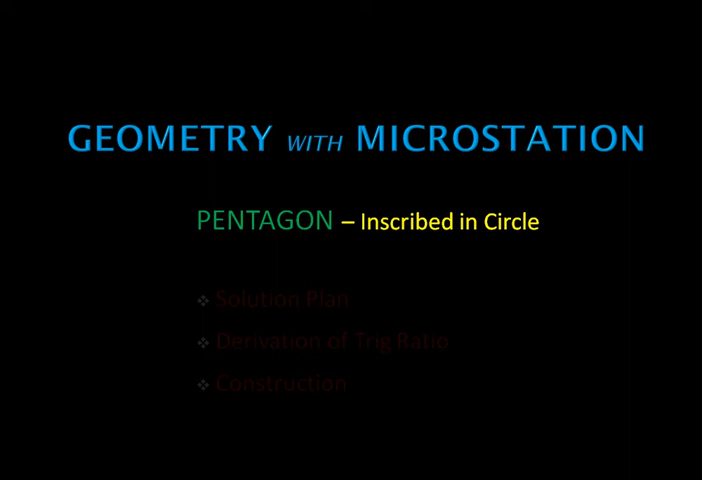 GEOMETRY WITH MICROSTATION
PENTAGON – Inscribed in Circle
❖ Solution Plan
❖ Derivation of Trig Ratio
❖ Construction